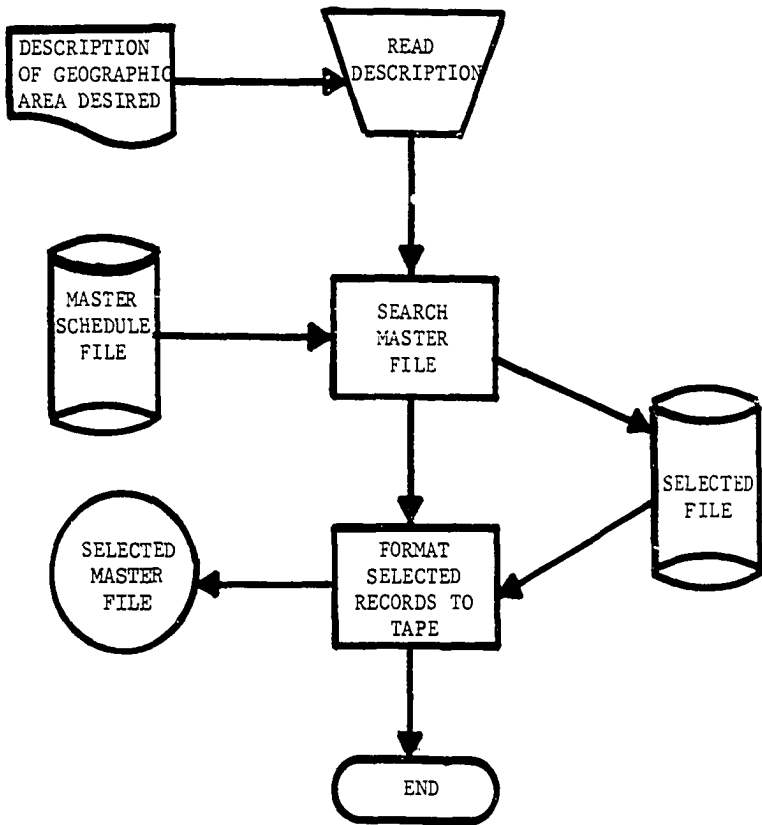 DESCRIPTION
OF GEOGRAPHIC
AREA DESIRED
READ
DESCRIPTION
MASTER
SCHEDULE
FILE
SEARCH
MASTER
FILE
SELECTED
FILE
SELECTED
MASTER
FILE
FORMAT
SELECTED
RECORDS TO
TAPE
END